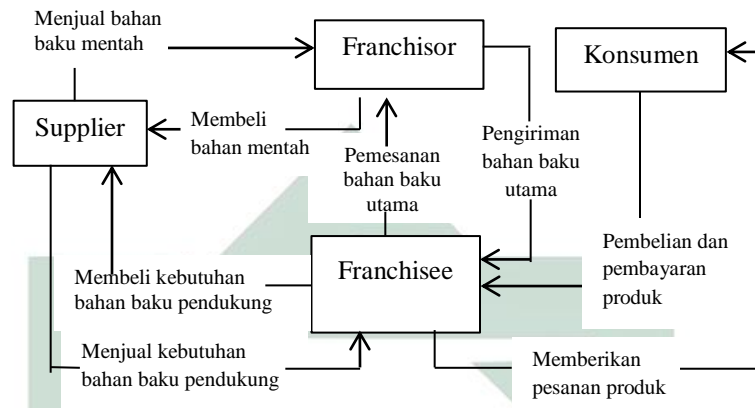 Menjual bahan
baku mentah
Franchisor
Konsumen
Supplier
Membeli
bahan mentah
Pemesanan
bahan baku
utama
Pengiriman
bahan baku
utama
Franchisee
Membeli kebutuhan
bahan baku pendukung
Pembelian dan
pembayaran
produk
Menjual kebutuhan
bahan baku pendukung
Memberikan
pesanan produk